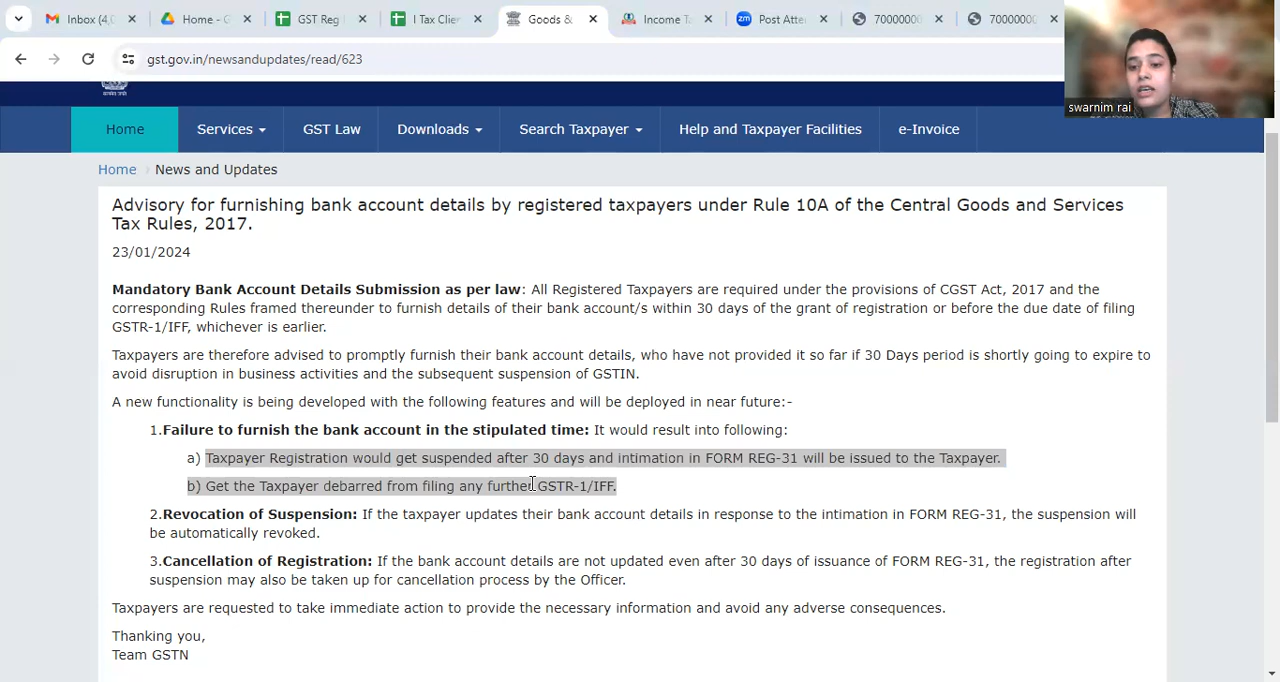 Inbox (4,
Home - G
GST Reg
I Tax Clie
Goods &
Income T
Post Atte
70000000
70000000
gst.gov.in/newsandupdates/read/623
swarnim rai
Home
Services
GST Law
Downloads
Search Taxpayer
Help and Taxpayer Facilities
e-Invoice
Home › News and Updates
Advisory for furnishing bank account details by registered taxpayers under Rule 10A of the Central Goods and Services
Tax Rules, 2017.
23/01/2024
Mandatory Bank Account Details Submission as per law: All Registered Taxpayers are required under the provisions of CGST Act, 2017 and the
corresponding Rules framed thereunder to furnish details of their bank account/s within 30 days of the grant of registration or before the due date of filing
GSTR-1/IFF, whichever is earlier.
Taxpayers are therefore advised to promptly furnish their bank account details, who have not provided it so far if 30 Days period is shortly going to expire to
avoid disruption in business activities and the subsequent suspension of GSTIN.
A new functionality is being developed with the following features and will be deployed in near future:-
1.Failure to furnish the bank account in the stipulated time: It would result into following:
a) Taxpayer Registration would get suspended after 30 days and intimation in FORM REG-31 will be issued to the Taxpayer.
b) Get the Taxpayer debarred from filing any further GSTR-1/IFF.
2.Revocation of Suspension: If the taxpayer updates their bank account details in response to the intimation in FORM REG-31, the suspension will
be automatically revoked.
3.Cancellation of Registration: If the bank account details are not updated even after 30 days of issuance of FORM REG-31, the registration after
suspension may also be taken up for cancellation process by the Officer.
Taxpayers are requested to take immediate action to provide the necessary information and avoid any adverse consequences.
Thanking you,
Team GSTN